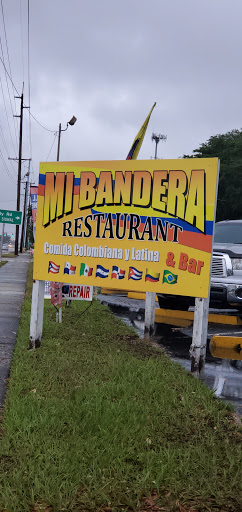 MI BANDERA
RESTAURANT
Comida Colombiana y Latina
& Bar
REPAIR